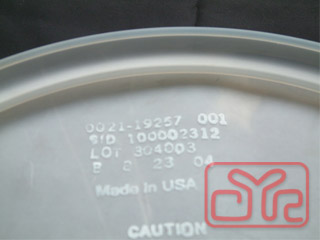 0021-19257 001
SID 100002312
LOT 304003
B 8 23 04
Made in USA
CAUTION